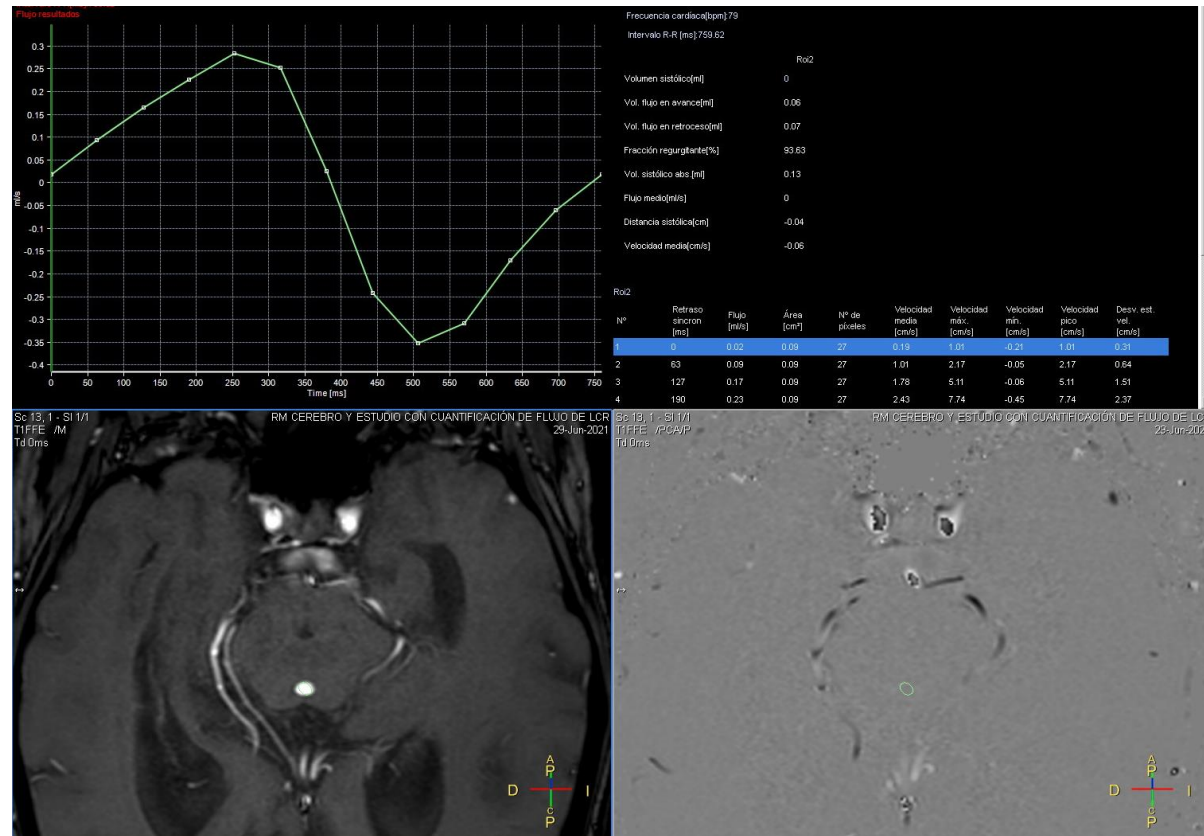 Flujo resultados
0.3
0.25
0.2
0.15
0.1
0.05
0
-0.05
-0.1
-0.15
-0.2
-0.25
-0.3
-0.35
-0.4
ml/s
0 50 100 150 200 250 300 350 400 450 500 550 600 650 700 750
Time [ms]
Frecuencia cardíaca[bpm]:79
Intervalo R-R [ms]:759.62
Roi2
Volumen sistólico[ml] 0
Vol. flujo en avance[ml] 0.06
Vol. flujo en retroceso[ml] 0.07
Fracción regurgitante[%] 93.63
Vol. sistólico abs.[ml] 0.13
Flujo medio[ml/s] 0
Distancia sistólica[cm] -0.04
Velocidad media[cm/s] -0.06
Roi2
Nº Retraso sincron [ms] Flujo [ml/s] Área [cm²] Nº de píxeles Velocidad media [cm/s] Velocidad máx. [cm/s] Velocidad mín. [cm/s] Velocidad pico [cm/s] Desv. est. vel. [cm/s]
1 0 0.02 0.09 27 0.19 1.01 -0.21 1.01 0.31
2 63 0.09 0.09 27 1.01 2.17 -0.05 2.17 0.64
3 127 0.17 0.09 27 1.78 5.11 -0.06 5.11 1.51
4 190 0.23 0.09 27 2.43 7.74 -0.45 7.74 2.37
Sc 13, 1 - SI 1/1 RM CEREBRO Y ESTUDIO CON CUANTIFICACIÓN DE FLUJO DE LCR
T1FFE /M 29-Jun-2021
Td 0ms
A
P
D I
C
P
Sc 13, 1 - SI 1/1 RM CEREBRO Y ESTUDIO CON CUANTIFICACIÓN DE FLUJO DE LC
T1FFE /PCA/P 29-Jun-202
Td 0ms
A
P
D I
C
P